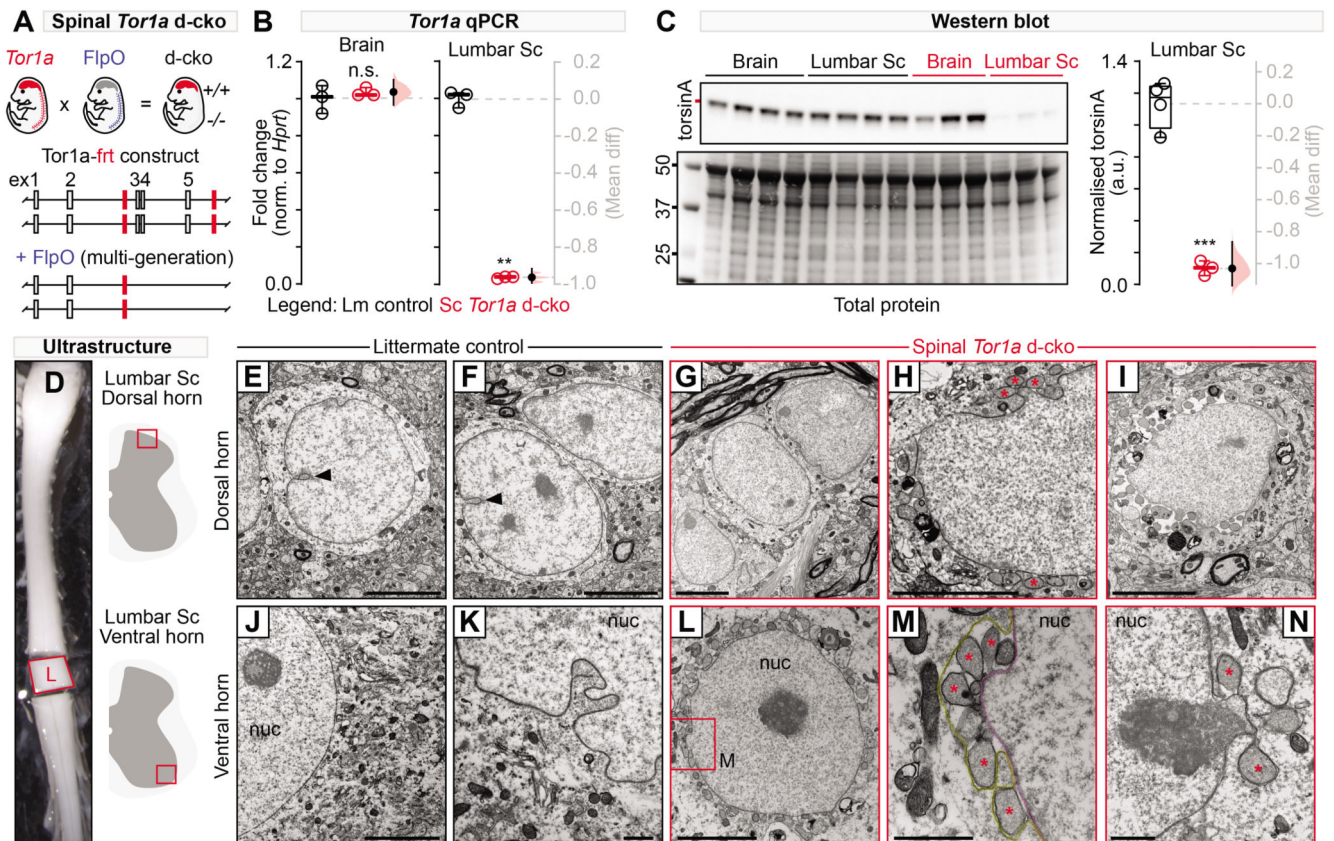 A Spinal Tor1a d-cko
Tor1a FlpO d-cko
x = +/+
-/-
Tor1a-frt construct
ex1 2 34 5
+ FlpO (multi-generation)
B Tor1a qPCR
Brain Lumbar Sc
n.s.
1.2
0.0
Fold change
(norm. to Hprt)
**
0.2
0.0
-0.2
-0.4
-0.6
-0.8
-1.0
(Mean diff)
Legend: Lm control Sc Tor1a d-cko
C Western blot
Brain Lumbar Sc Brain Lumbar Sc
torsinA
50
37
25
Total protein
Lumbar Sc
1.4
0.0
Normalised torsinA
(a.u.)
***
0.2
0.0
-0.2
-0.4
-0.6
-0.8
-1.0
(Mean diff)
Ultrastructure
Littermate control
Spinal Tor1a d-cko
D
Lumbar Sc
Dorsal horn
Lumbar Sc
Ventral horn
L
Dorsal horn
E
F
G
H
* * *
*
I
Ventral horn
J
nuc
K
nuc
L
nuc
M
M
nuc
* * * * *
N
nuc
* *